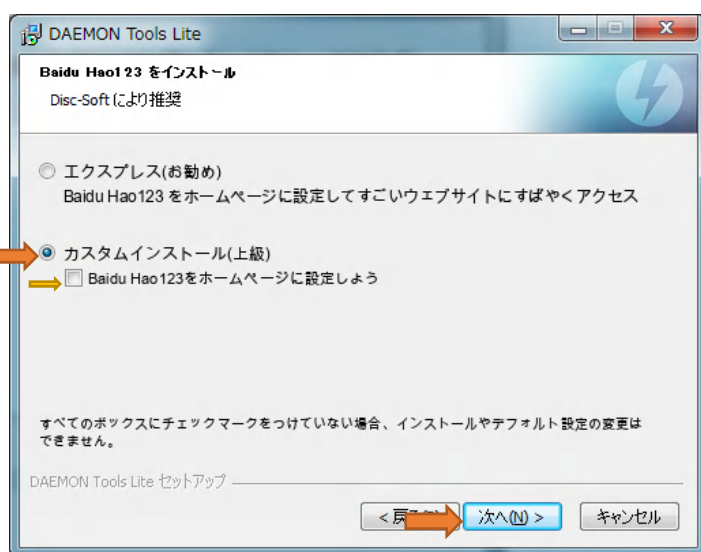 DAEMON Tools Lite
Baidu Hao123 をインストール
Disc-Soft により推奨
エクスプレス(お勧め)
Baidu Hao123 をホームページに設定してすごいウェブサイトにすばやくアクセス
カスタムインストール(上級)
Baidu Hao123をホームページに設定しよう
すべてのボックスにチェックマークをつけていない場合、インストールやデフォルト設定の変更は
できません。
DAEMON Tools Lite セットアップ
< 戻 次へ(N) > キャンセル